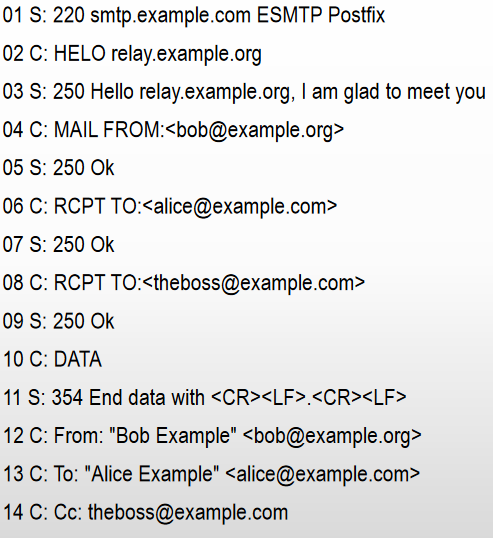 01 S: 220 smtp.example.com ESMTP Postfix
02 C: HELO relay.example.org
03 S: 250 Hello relay.example.org, I am glad to meet you
04 C: MAIL FROM:<bob@example.org>
05 S: 250 Ok
06 C: RCPT TO:<alice@example.com>
07 S: 250 Ok
08 C: RCPT TO:<theboss@example.com>
09 S: 250 Ok
10 C: DATA
11 S: 354 End data with <CR><LF>.<CR><LF>
12 C: From: "Bob Example" <bob@example.org>
13 C: To: "Alice Example" <alice@example.com>
14 C: Cc: theboss@example.com